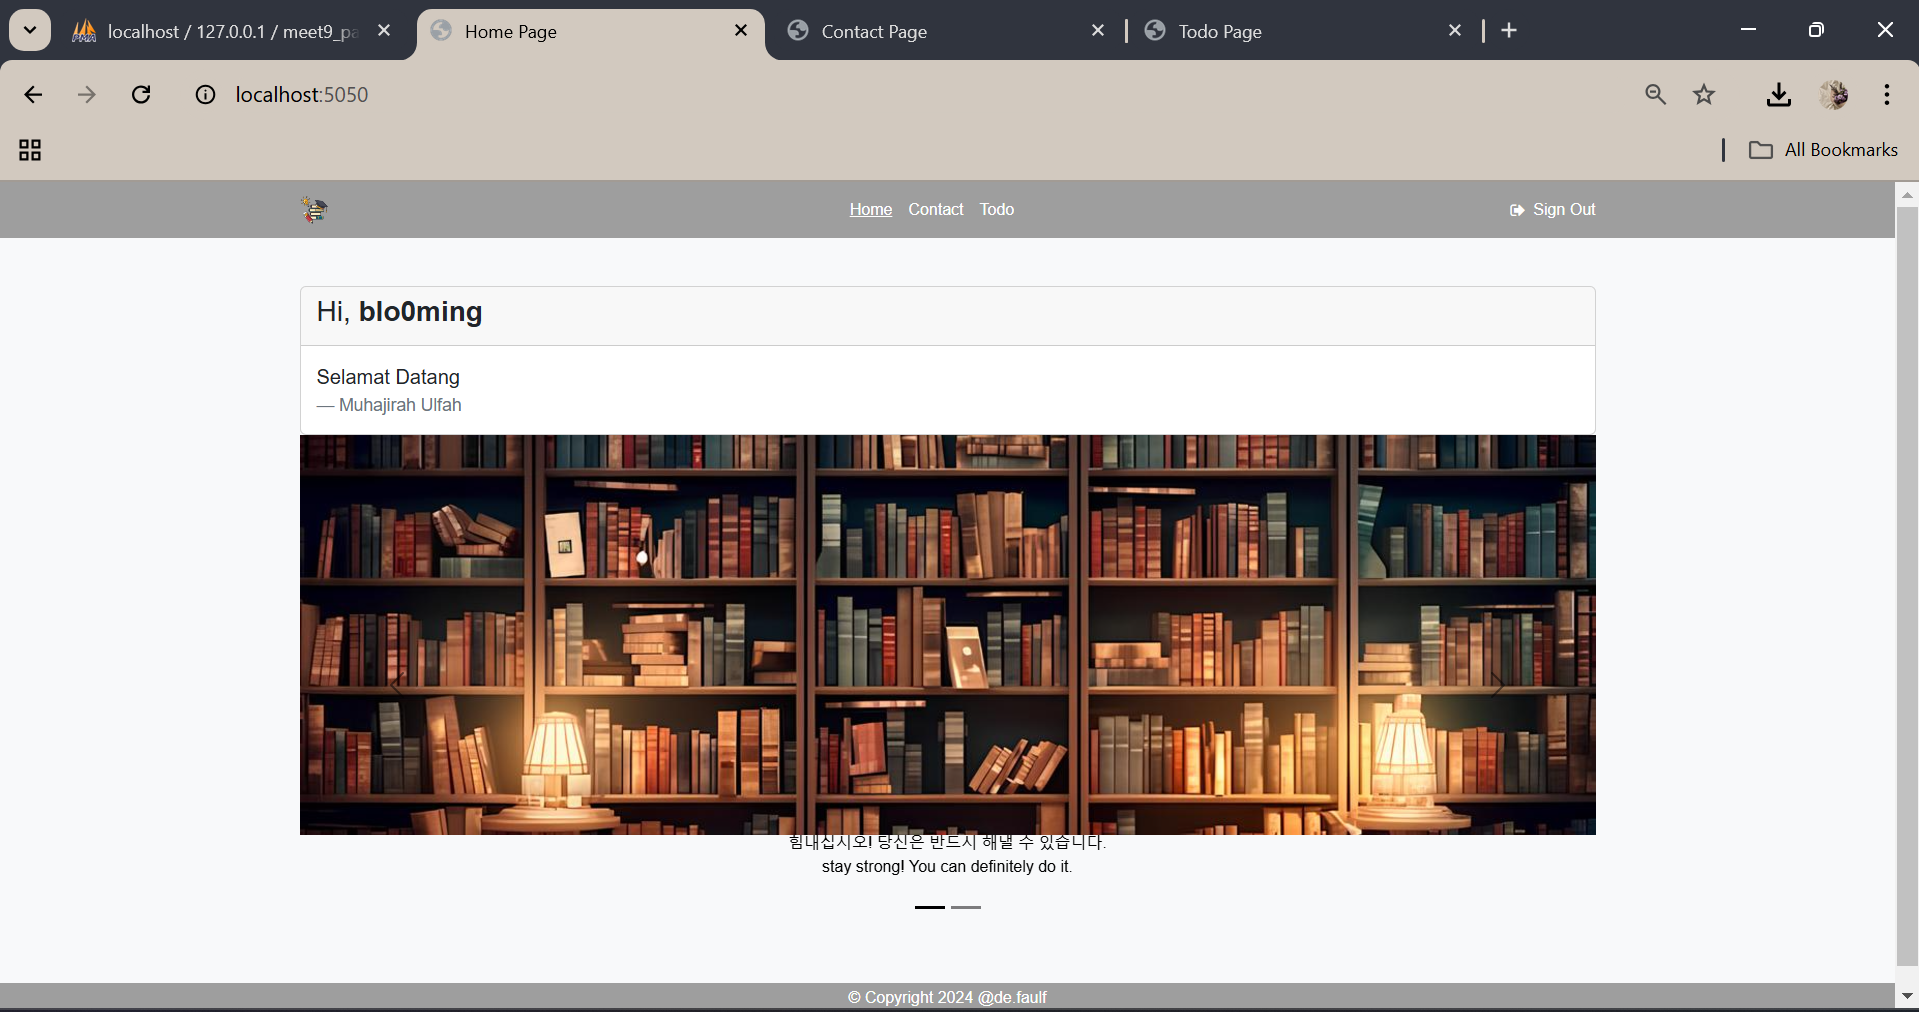 localhost / 127.0.0.1 / meet9_pa
Home Page
Contact Page
Todo Page
localhost:5050
All Bookmarks
Home Contact Todo
Sign Out
Hi, blo0ming
Selamat Datang
— Muhajirah Ulfah
힘내십시오! 당신은 반드시 해낼 수 있습니다.
stay strong! You can definitely do it.
© Copyright 2024 @de.faulf